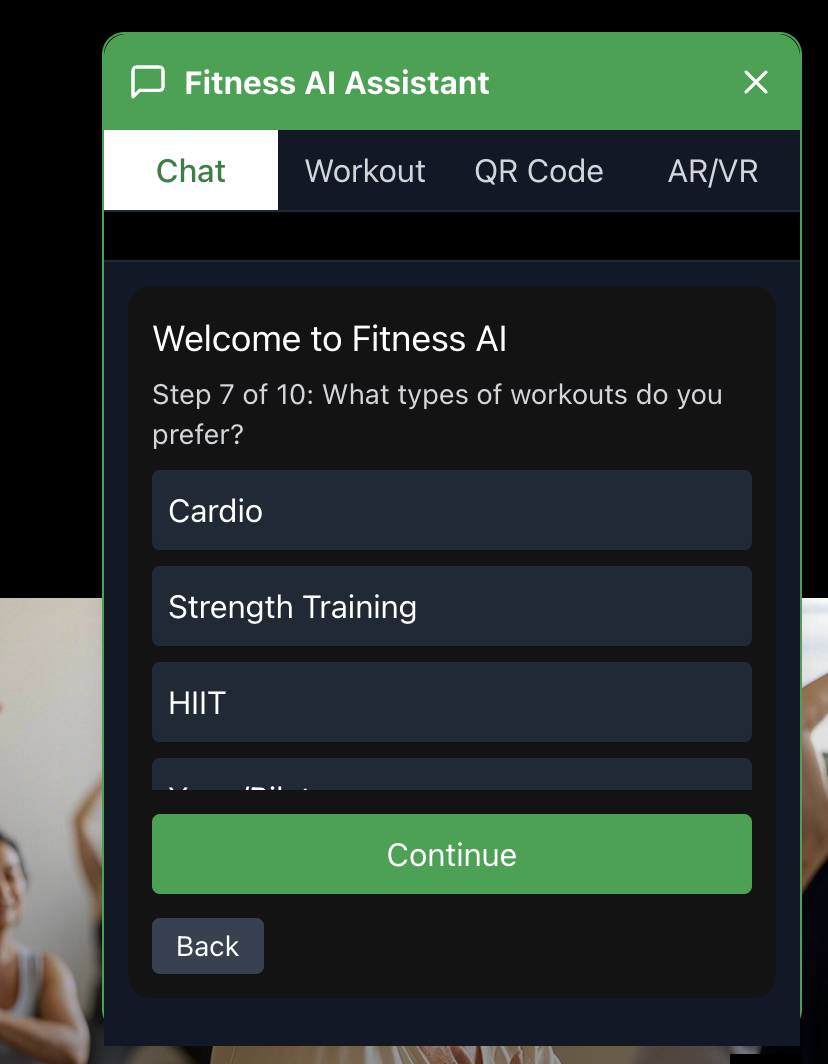 Fitness AI Assistant
Chat Workout QR Code AR/VR
Welcome to Fitness AI
Step 7 of 10: What types of workouts do you
prefer?
Cardio
Strength Training
HIIT
Continue
Back